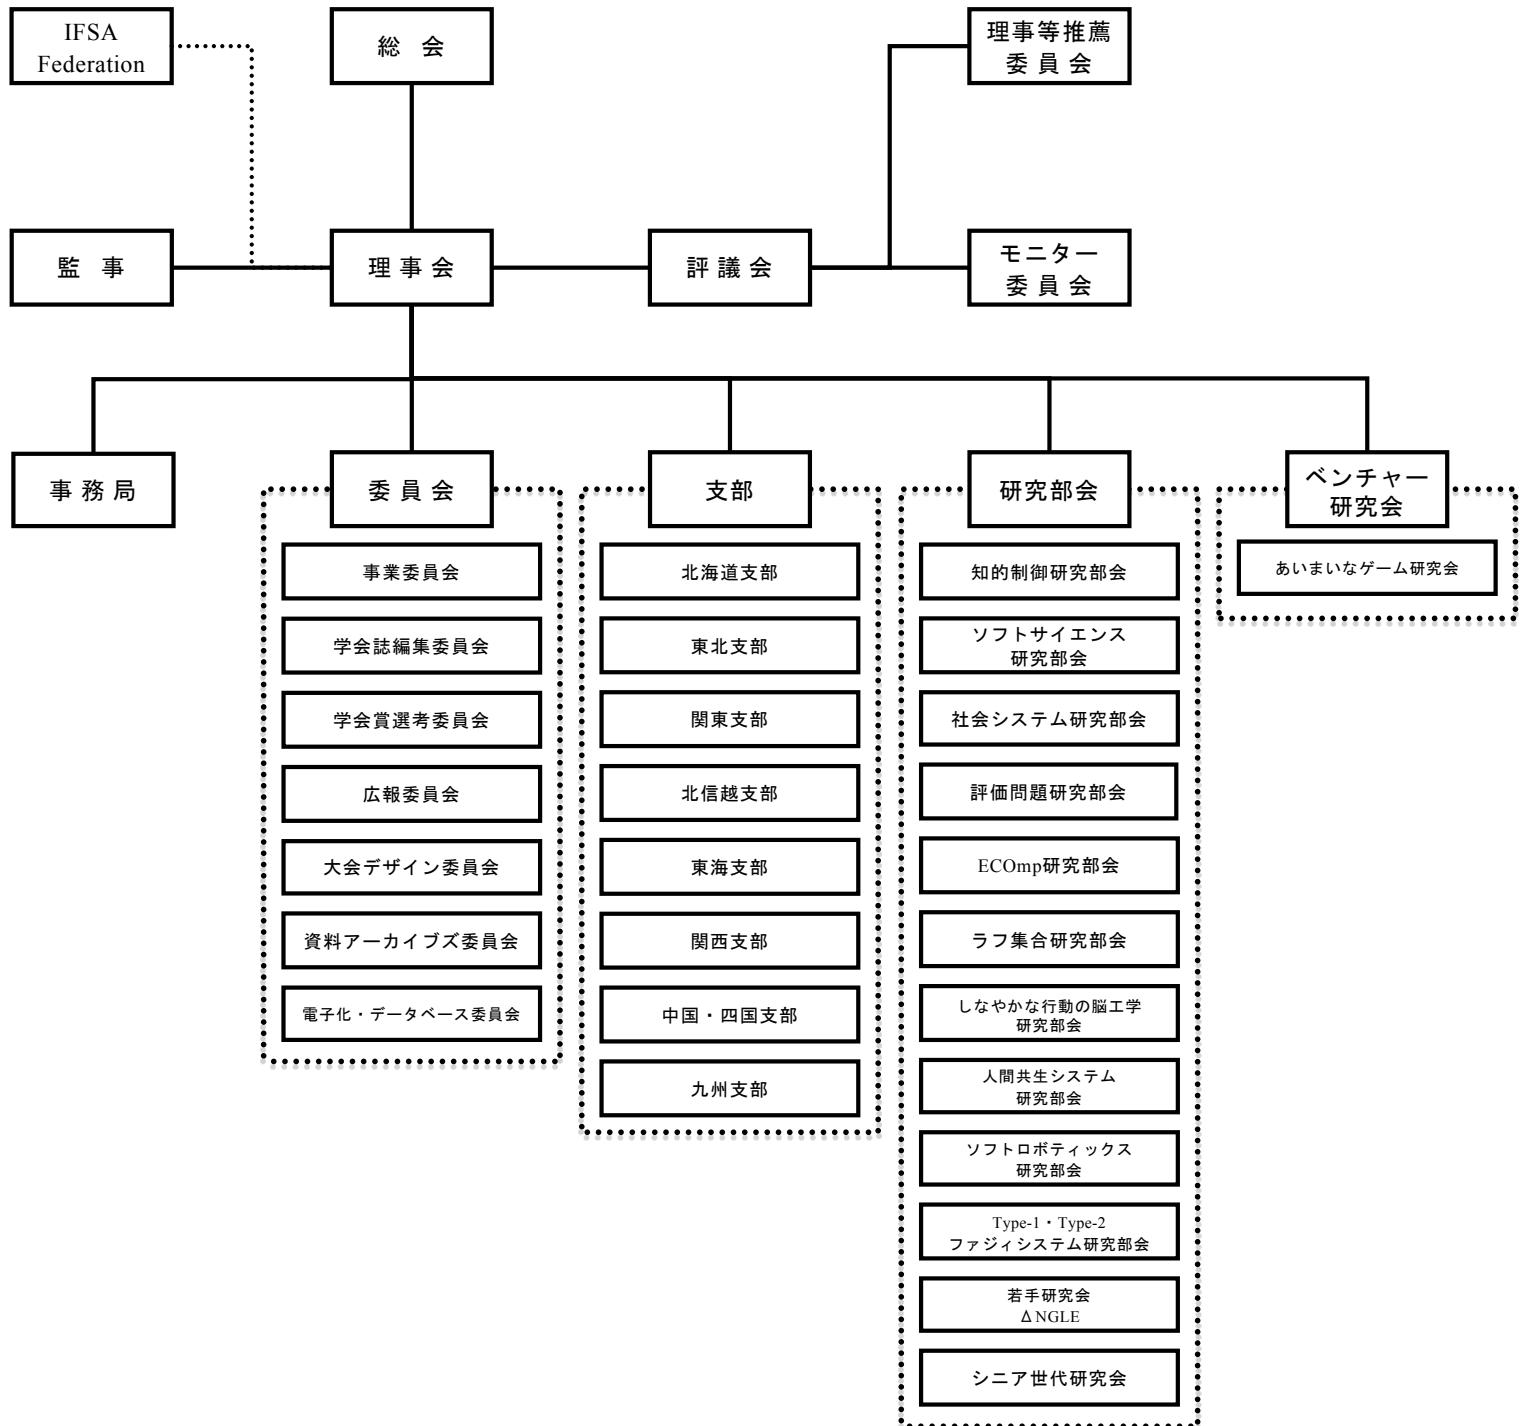 IFSA
Federation
総 会
理事等推薦
委員会
監 事
理事会
評議会
モニター
委員会
事務局
委員会
事業委員会
学会誌編集委員会
学会賞選考委員会
広報委員会
大会デザイン委員会
資料アーカイブズ委員会
電子化・データベース委員会
支部
北海道支部
東北支部
関東支部
北信越支部
東海支部
関西支部
中国・四国支部
九州支部
研究部会
知的制御研究部会
ソフトサイエンス
研究部会
社会システム研究部会
評価問題研究部会
ECOmp研究部会
ラフ集合研究部会
しなやかな行動の脳工学
研究部会
人間共生システム
研究部会
ソフトロボティックス
研究部会
Type-1・Type-2
ファジィシステム研究部会
若手研究会
ΔNGLE
シニア世代研究会
ベンチャー
研究会
あいまいなゲーム研究会